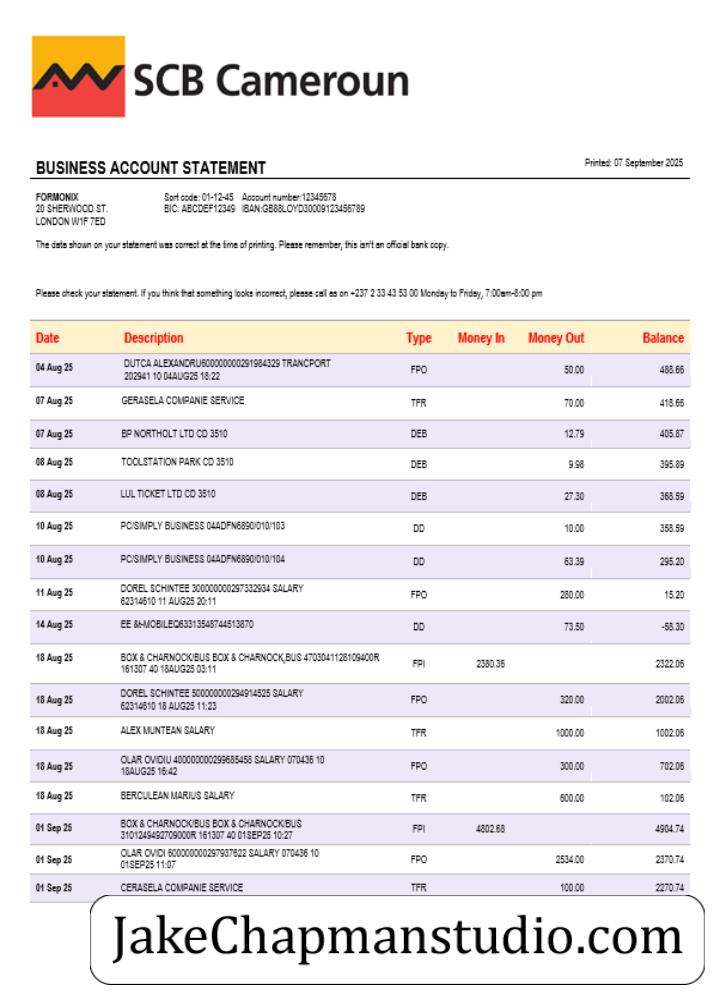 SCB Cameroun
BUSINESS ACCOUNT STATEMENT
Printed: 07 September 2025
FORMONIX
Sort code: 01-12-45 Account number:12345678
20 SHERWOOD ST.
BIC: ABCDEF12349 IBAN:GB88LOYD30009123456789
LONDON W1F 7ED
The data shown on your statement was correct at the time of printing. Please remember, this isn't an official bank copy.
Please check your statement. If you think that something looks incorrect, please call as on +237 2 33 43 53 00 Monday to Friday, 7:00am-8:00 pm
Date Description Type Money In Money Out Balance
04 Aug 25 DUTCA ALEXANDRU600000000291984329 TRANCPORT
202941 10 04AUG25 18:22 FPO 50.00 488.66
07 Aug 25 GERASELA COMPANIE SERVICE TFR 70.00 418.66
07 Aug 25 BP NORTHOLT LTD CD 3510 DEB 12.79 405.87
08 Aug 25 TOOLSTATION PARK CD 3510 DEB 9.98 395.89
08 Aug 25 LUL TICKET LTD CD 3510 DEB 27.30 368.59
10 Aug 25 PC/SIMPLY BUSINESS 04ADFN6890/010/103 DD 10.00 358.59
10 Aug 25 PC/SIMPLY BUSINESS 04ADFN6890/010/104 DD 63.39 295.20
11 Aug 25 DOREL SCHINTEE 300000000297332934 SALARY
62314610 11 AUG25 20:11 FPO 280.00 15.20
14 Aug 25 EE &t-MOBILEQ63313548744513870 DD 73.50 -58.30
18 Aug 25 BOX & CHARNOCK/BUS BOX & CHARNOCK,BUS 4703041128109400R
161307 40 18AUG25 03:11 FPI 2380.36 2322.06
18 Aug 25 DOREL SCHINTEE 500000000294914525 SALARY
62314610 18 AUG25 11:23 FPO 320.00 2002.06
18 Aug 25 ALEX MUNTEAN SALARY TFR 1000.00 1002.06
18 Aug 25 OLAR OVIDIU 400000000299685458 SALARY 070436 10
18AUG25 16:42 FPO 300.00 702.06
18 Aug 25 BERCULEAN MARIUS SALARY TFR 600.00 102.06
01 Sep 25 BOX & CHARNOCK/BUS BOX & CHARNOCK/BUS
3101249492709000R 161307 40 01SEP25 10:27 FPI 4802.68 4904.74
01 Sep 25 OLAR OVIDI 600000000297937622 SALARY 070436 10
01SEP25 11:07 FPO 2534.00 2370.74
01 Sep 25 CERASELA COMPANIE SERVICE TFR 100.00 2270.74
JakeChapmanstudio.com